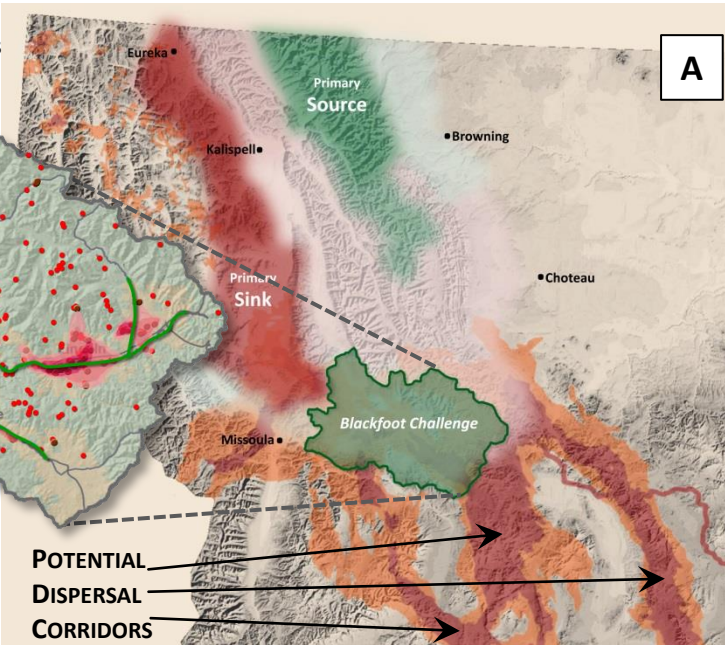 A
Eureka
Primary
Source
Browning
Kalispell
Choteau
Primary
Sink
Blackfoot Challenge
Missoula
POTENTIAL
DISPERSAL
CORRIDORS